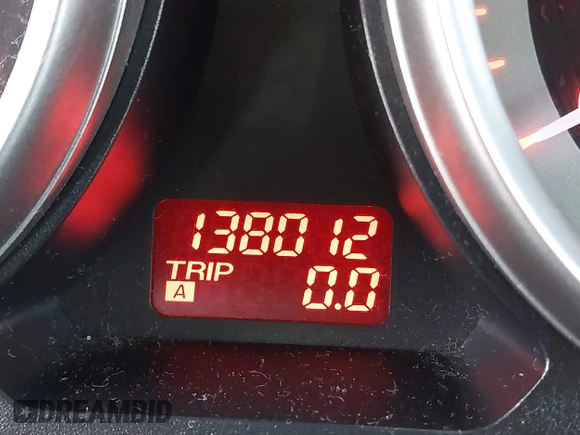 138012
TRIP
A 0.0
DREAMBID